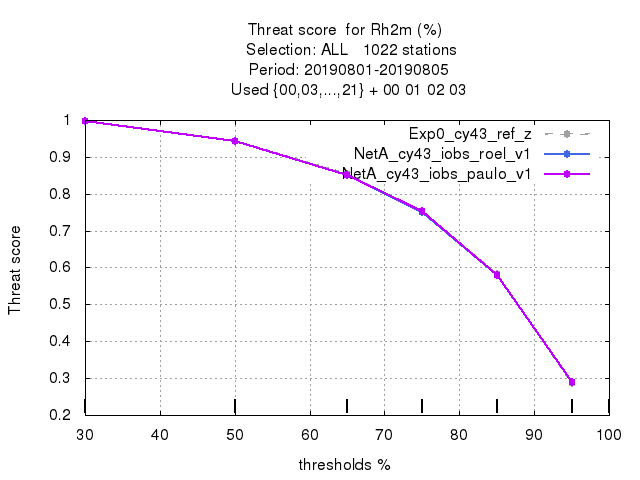 Threat score  for Rh2m (%)
Selection: ALL   1022 stations
Period: 20190801-20190805
Used {00,03,...,21} + 00 01 02 03
Exp0_cy43_ref_z
NetA_cy43_iobs_roel_v1
NetA_cy43_iobs_paulo_v1
Threat score
1
0.9
0.8
0.7
0.6
0.5
0.4
0.3
0.2
30 40 50 60 70 80 90 100
thresholds %